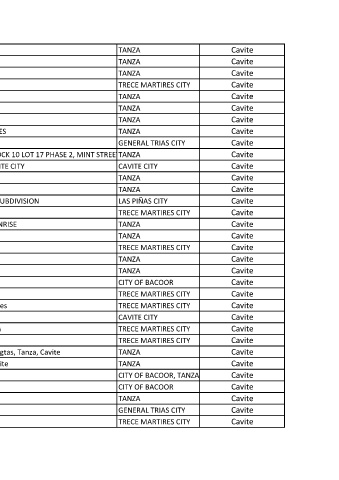 TANZA Cavite
TANZA Cavite
TANZA Cavite
TRECE MARTIRES CITY Cavite
TANZA Cavite
TANZA Cavite
TANZA Cavite
ES TANZA Cavite
GENERAL TRIAS CITY Cavite
OCK 10 LOT 17 PHASE 2, MINT STREE TANZA Cavite
ITE CITY CAVITE CITY Cavite
TANZA Cavite
TANZA Cavite
UBDIVISION LAS PIÑAS CITY Cavite
TRECE MARTIRES CITY Cavite
NRISE TANZA Cavite
TANZA Cavite
TRECE MARTIRES CITY Cavite
TANZA Cavite
TANZA Cavite
CITY OF BACOOR Cavite
TRECE MARTIRES CITY Cavite
es TRECE MARTIRES CITY Cavite
CAVITE CITY Cavite
TRECE MARTIRES CITY Cavite
TRECE MARTIRES CITY Cavite
gtas, Tanza, Cavite TANZA Cavite
ite TANZA Cavite
CITY OF BACOOR, TANZA Cavite
CITY OF BACOOR Cavite
TANZA Cavite
GENERAL TRIAS CITY Cavite
TRECE MARTIRES CITY Cavite